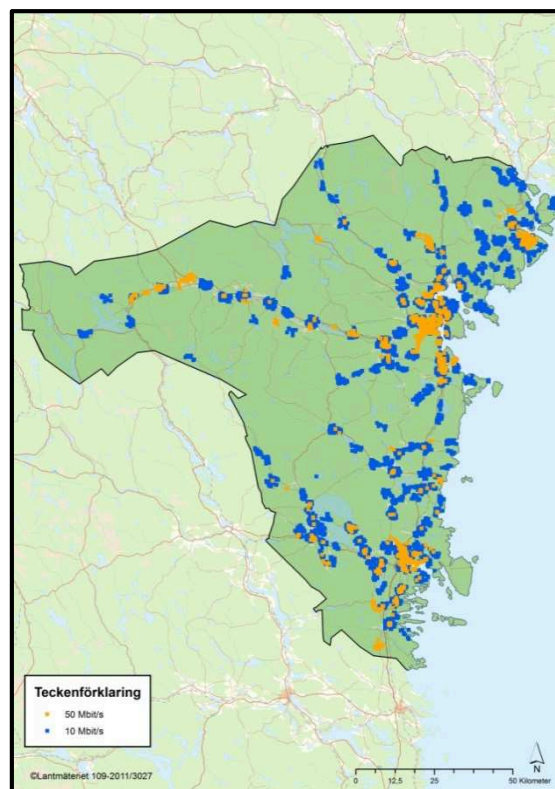 Teckenförklaring
50 Mbit/s
10 Mbit/s
©Lantmäteriet 109-2011/3027
N
0 12,5 25 50 Kilometer